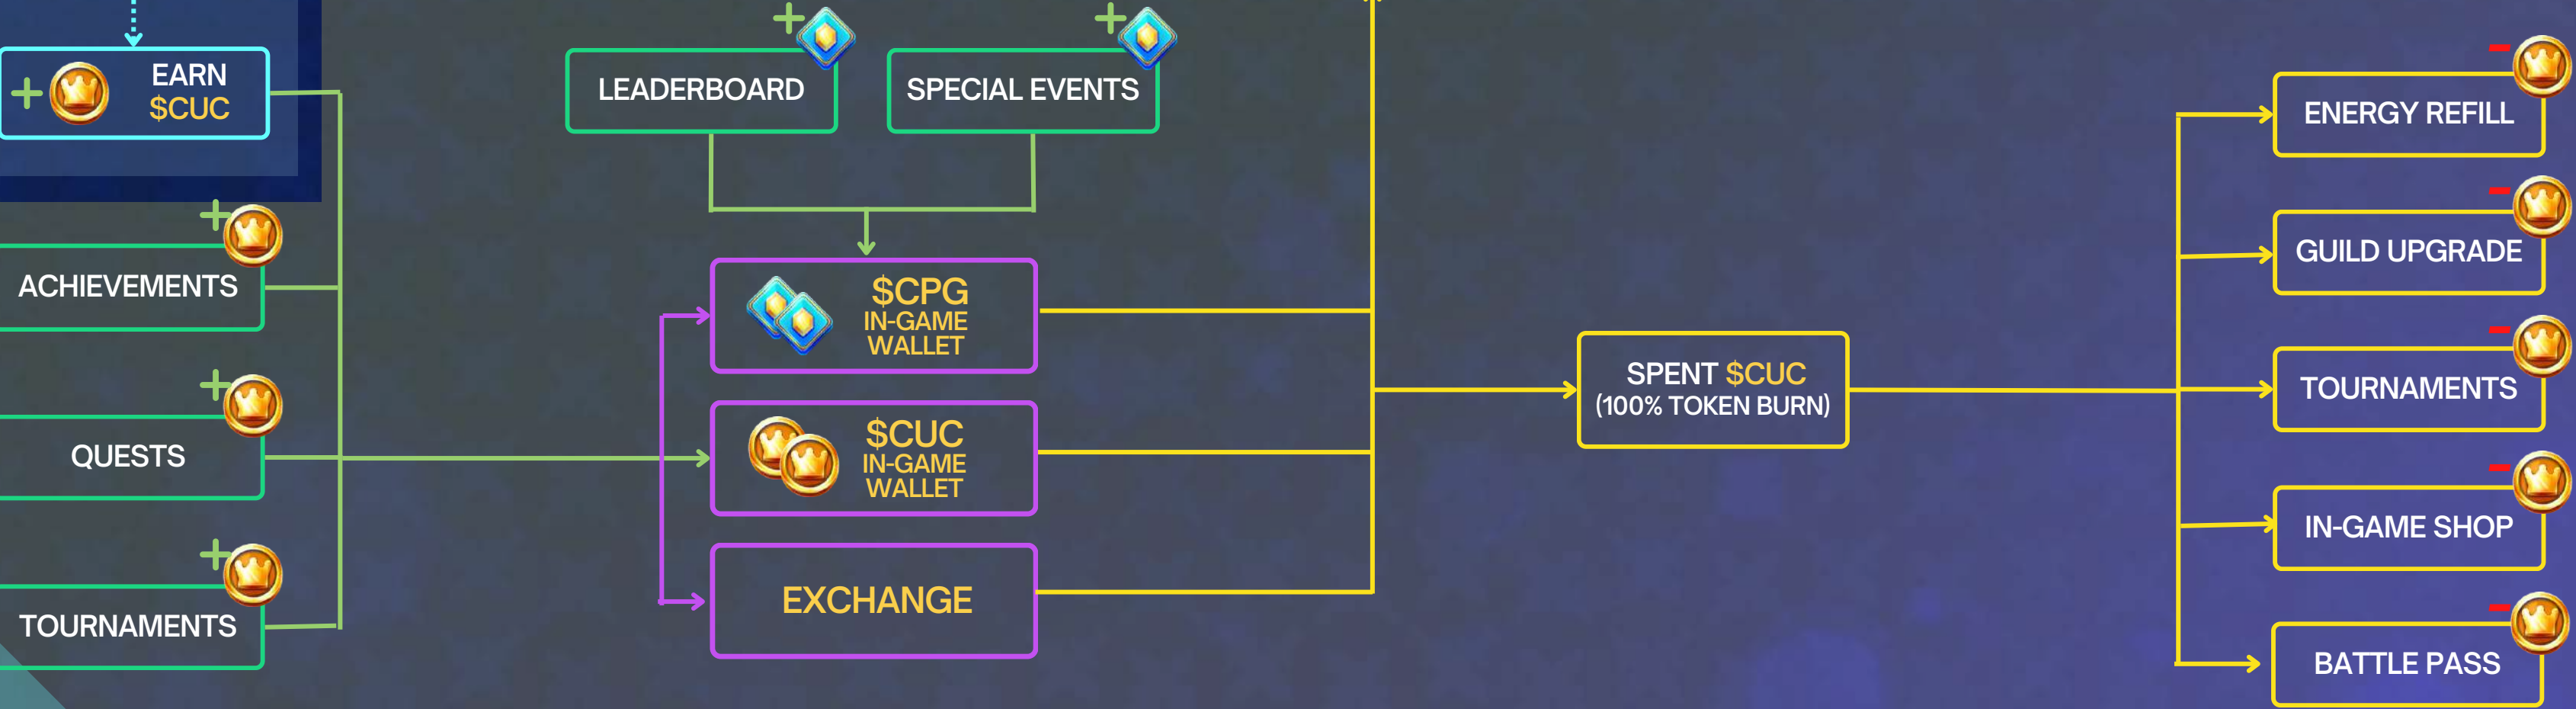 EARN
$CUC
ACHIEVEMENTS
QUESTS
TOURNAMENTS
LEADERBOARD
SPECIAL EVENTS
$CPG
IN-GAME
WALLET
$CUC
IN-GAME
WALLET
EXCHANGE
SPENT $CUC
(100% TOKEN BURN)
ENERGY REFILL
GUILD UPGRADE
TOURNAMENTS
IN-GAME SHOP
BATTLE PASS